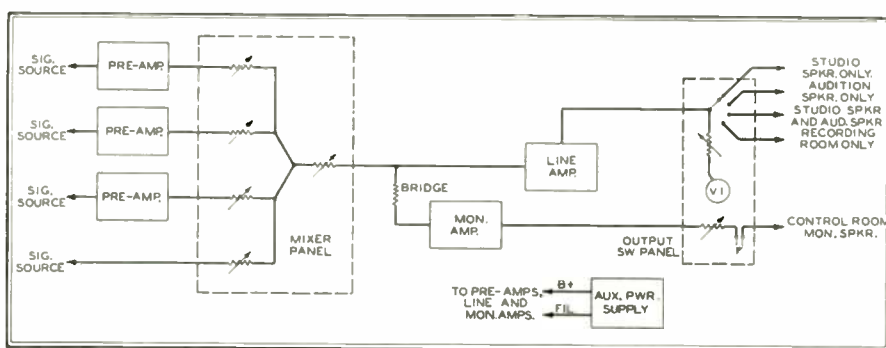 SIG.
SOURCE
PRE-AMP.
SIG.
SOURCE
PRE-AMP.
SIG.
SOURCE
PRE-AMP.
SIG.
SOURCE
MIXER
PANEL
BRIDGE
LINE
AMP.
MON.
AMP.
OUTPUT
SW PANEL
V I
STUDIO
SPKR. ONLY.
AUDITION
SPKR. ONLY
STUDIO SPKR
AND AUD. SPKR
RECORDING
ROOM ONLY
CONTROL ROOM
MON. SPKR.
TO PRE-AMPS,
LINE AND
MON. AMPS.
B+
FIL.
AUX. PWR.
SUPPLY